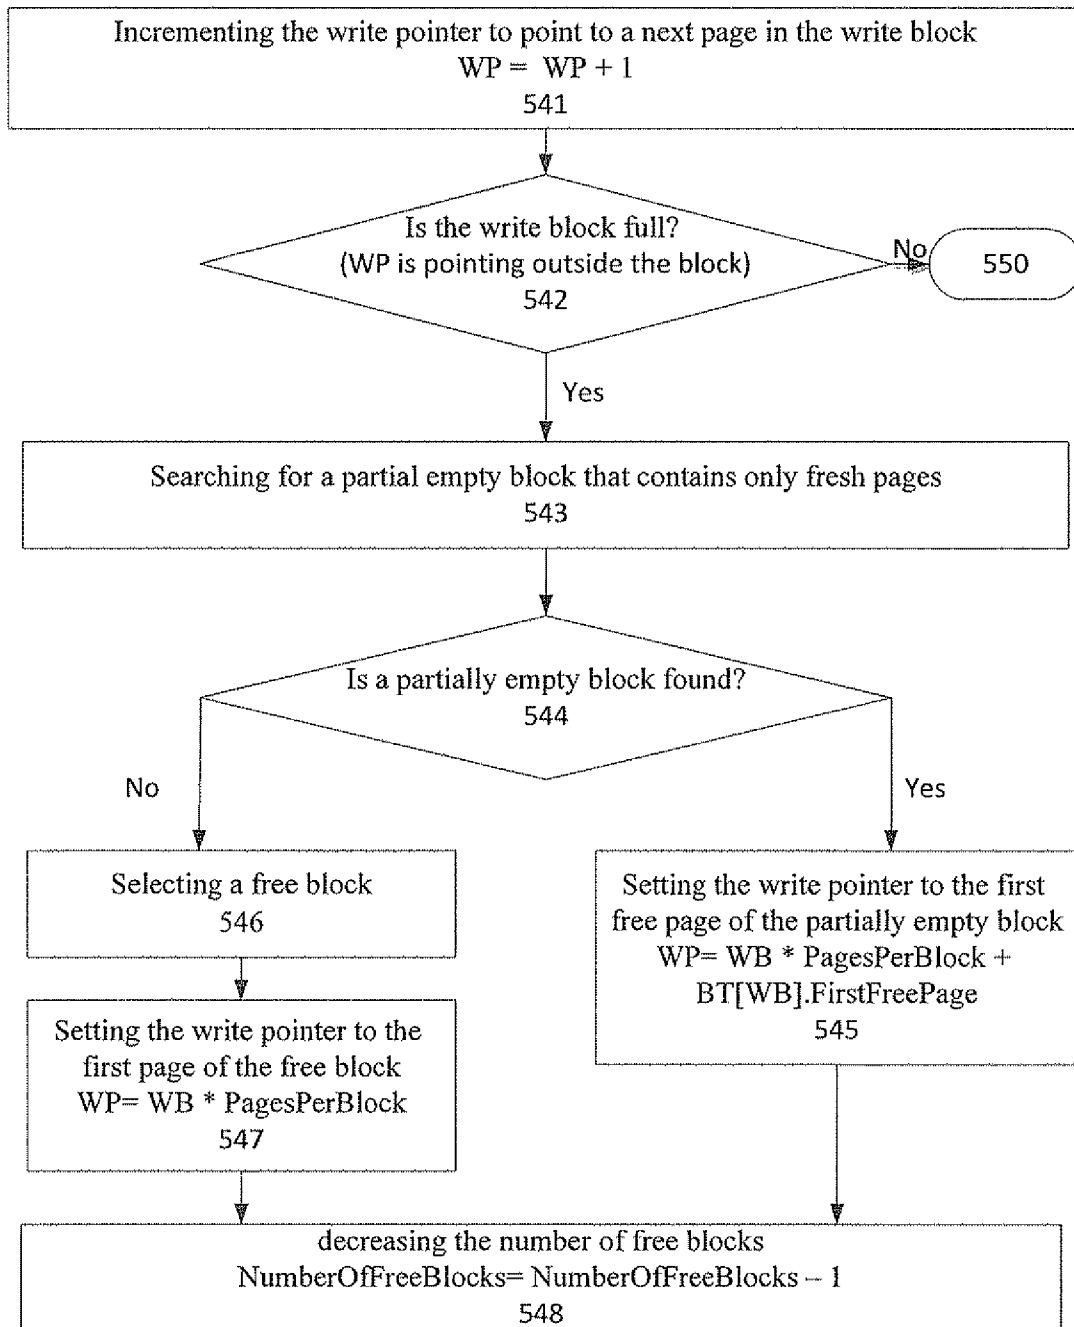 Incrementing the write pointer to point to a next page in the write block
WP = WP + 1
541
Is the write block full?
(WP is pointing outside the block)
542
No
550
Yes
Searching for a partial empty block that contains only fresh pages
543
Is a partially empty block found?
544
No
Yes
Selecting a free block
546
Setting the write pointer to the first
free page of the partially empty block
WP= WB * PagesPerBlock +
BT[WB].FirstFreePage
545
Setting the write pointer to the
first page of the free block
WP= WB * PagesPerBlock
547
decreasing the number of free blocks
NumberOfFreeBlocks= NumberOfFreeBlocks – 1
548